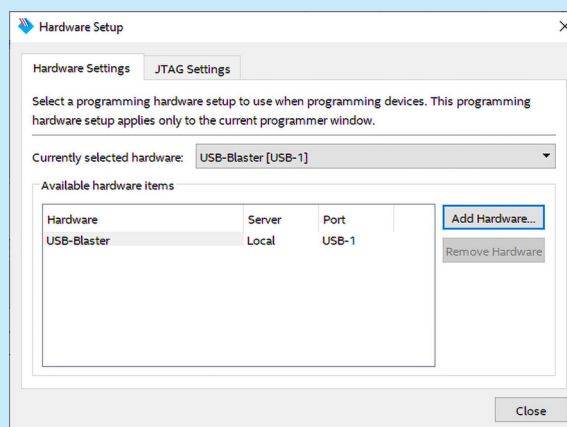 Hardware Setup
Hardware Settings
JTAG Settings
Select a programming hardware setup to use when programming devices. This programming
hardware setup applies only to the current programmer window.
Currently selected hardware: USB-Blaster [USB-1]
Available hardware items
Hardware Server Port
USB-Blaster Local USB-1
Add Hardware...
Remove Hardware
Close